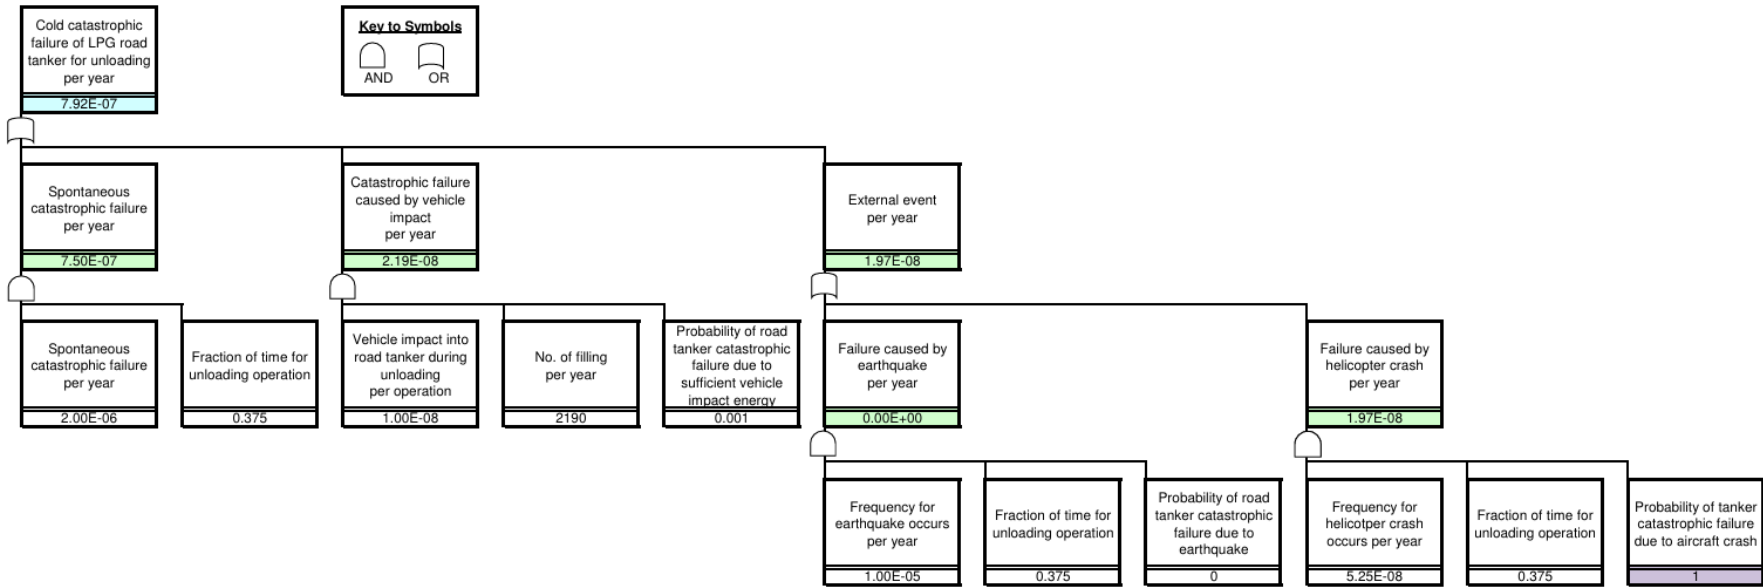 Cold catastrophic
failure of LPG road
tanker for unloading
per year
7.92E-07
Key to Symbols
AND
OR
Spontaneous
catastrophic failure
per year
7.50E-07
Catastrophic failure
caused by vehicle
impact
per year
2.19E-08
External event
per year
1.97E-08
Spontaneous
catastrophic failure
per year
2.00E-06
Fraction of time for
unloading operation
0.375
Vehicle impact into
road tanker during
unloading
per operation
1.00E-08
No. of filling
per year
2190
Probability of road
tanker catastrophic
failure due to
sufficient vehicle
impact energy
0.001
Failure caused by
earthquake
per year
0.00E+00
Failure caused by
helicopter crash
per year
1.97E-08
Frequency for
earthquake occurs
per year
1.00E-05
Fraction of time for
unloading operation
0.375
Probability of road
tanker catastrophic
failure due to
earthquake
0
Frequency for
helicotper crash
occurs per year
5.25E-08
Fraction of time for
unloading operation
0.375
Probability of tanker
catastrophic failure
due to aircraft crash
1